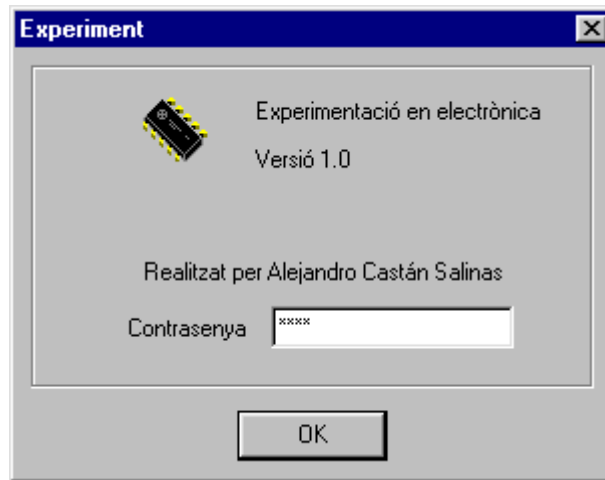 Experiment
Experimentació en electrònica
Versió 1.0
Realitzat per Alejandro Castán Salinas
Contrasenya ****
OK